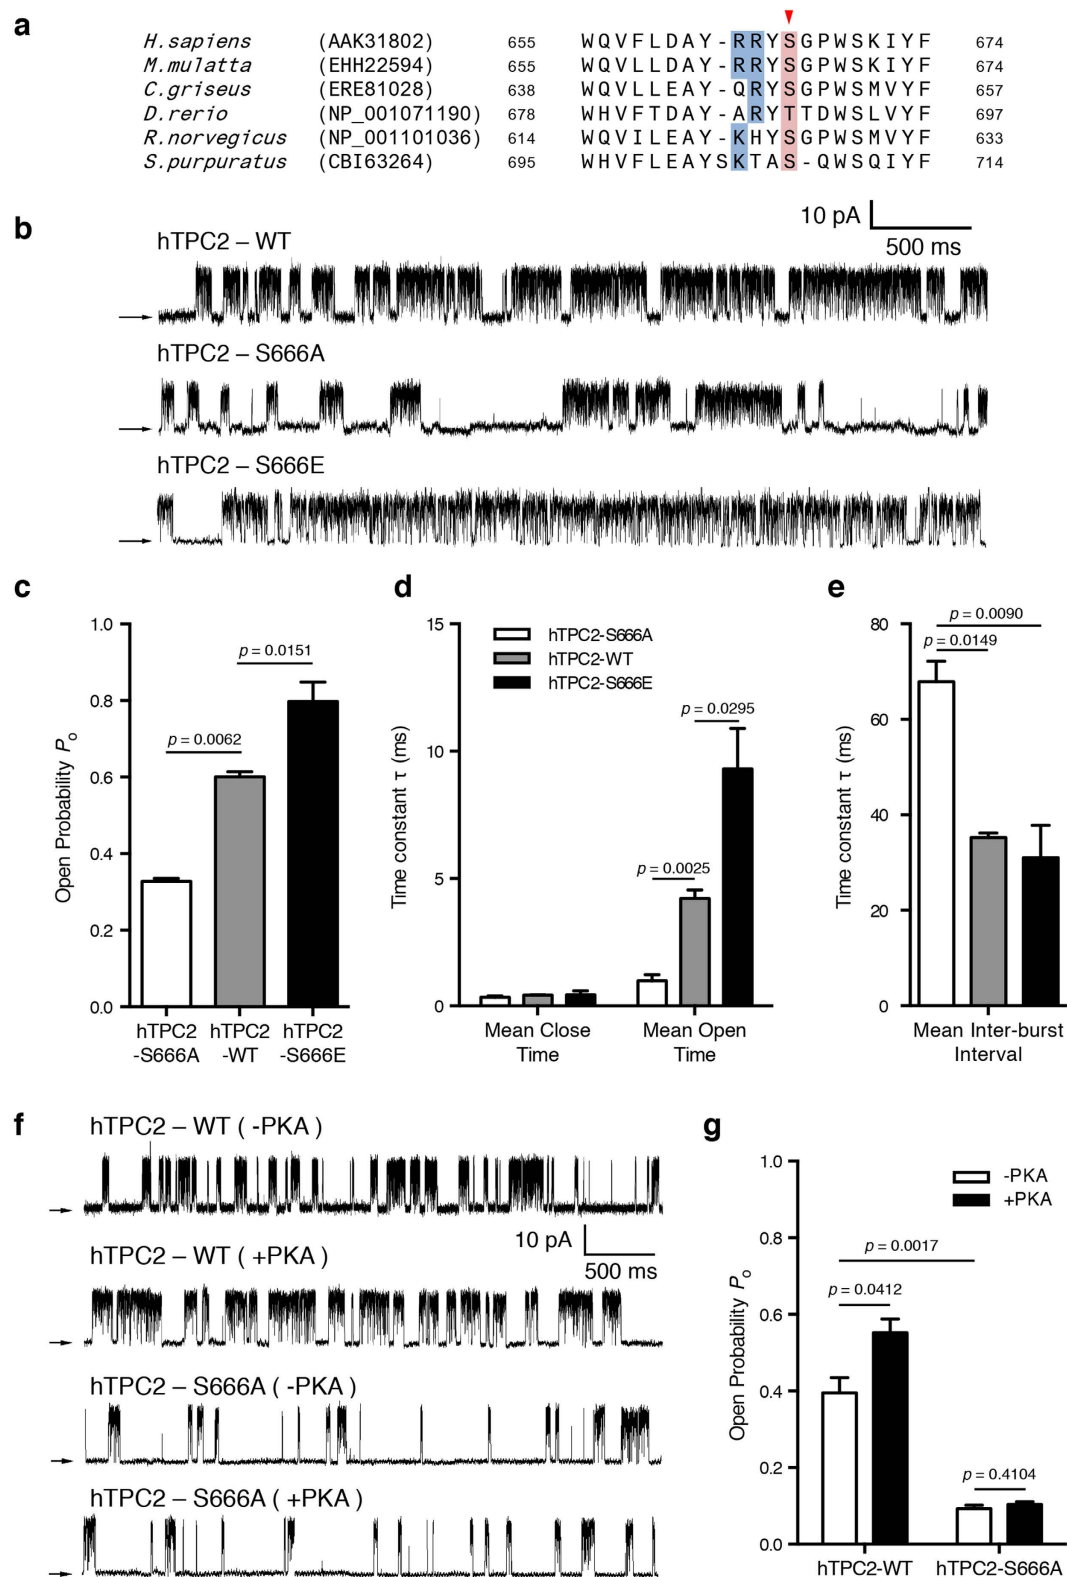 a
H.sapiens (AAK31802) 655 WQVFLDAY-RRYSGPWSKIYF 674
M.mulatta (EHH22594) 655 WQVLLDAY-RRYSGPWSKIYF 674
C.griseus (ERE81028) 638 WQVLLEAY-QRYSGPWSMVYF 657
D.rerio (NP_001071190) 678 WHVFTDAY-ARYTTDWSLVYF 697
R.norvegicus (NP_001101036) 614 WQVILEAY-KHYSGPWSMVYF 633
S.purpuratus (CBI63264) 695 WHVFLEAYSKTAS-QWSQIYF 714
b
10 pA
500 ms
hTPC2 – WT
hTPC2 – S666A
hTPC2 – S666E
c
Open Probability Po
1.0
0.8
0.6
0.4
0.2
0.0
p = 0.0151
p = 0.0062
hTPC2 -S666A
hTPC2 -WT
hTPC2 -S666E
d
Time constant τ (ms)
15
10
5
0
hTPC2-S666A
hTPC2-WT
hTPC2-S666E
p = 0.0295
p = 0.0025
Mean Close Time
Mean Open Time
e
Time constant τ (ms)
80
60
40
20
0
p = 0.0090
p = 0.0149
Mean Inter-burst Interval
f
hTPC2 – WT ( -PKA )
10 pA
500 ms
hTPC2 – WT ( +PKA )
hTPC2 – S666A ( -PKA )
hTPC2 – S666A ( +PKA )
g
Open Probability Po
1.0
0.8
0.6
0.4
0.2
0.0
-PKA
+PKA
p = 0.0017
p = 0.0412
p = 0.4104
hTPC2-WT
hTPC2-S666A